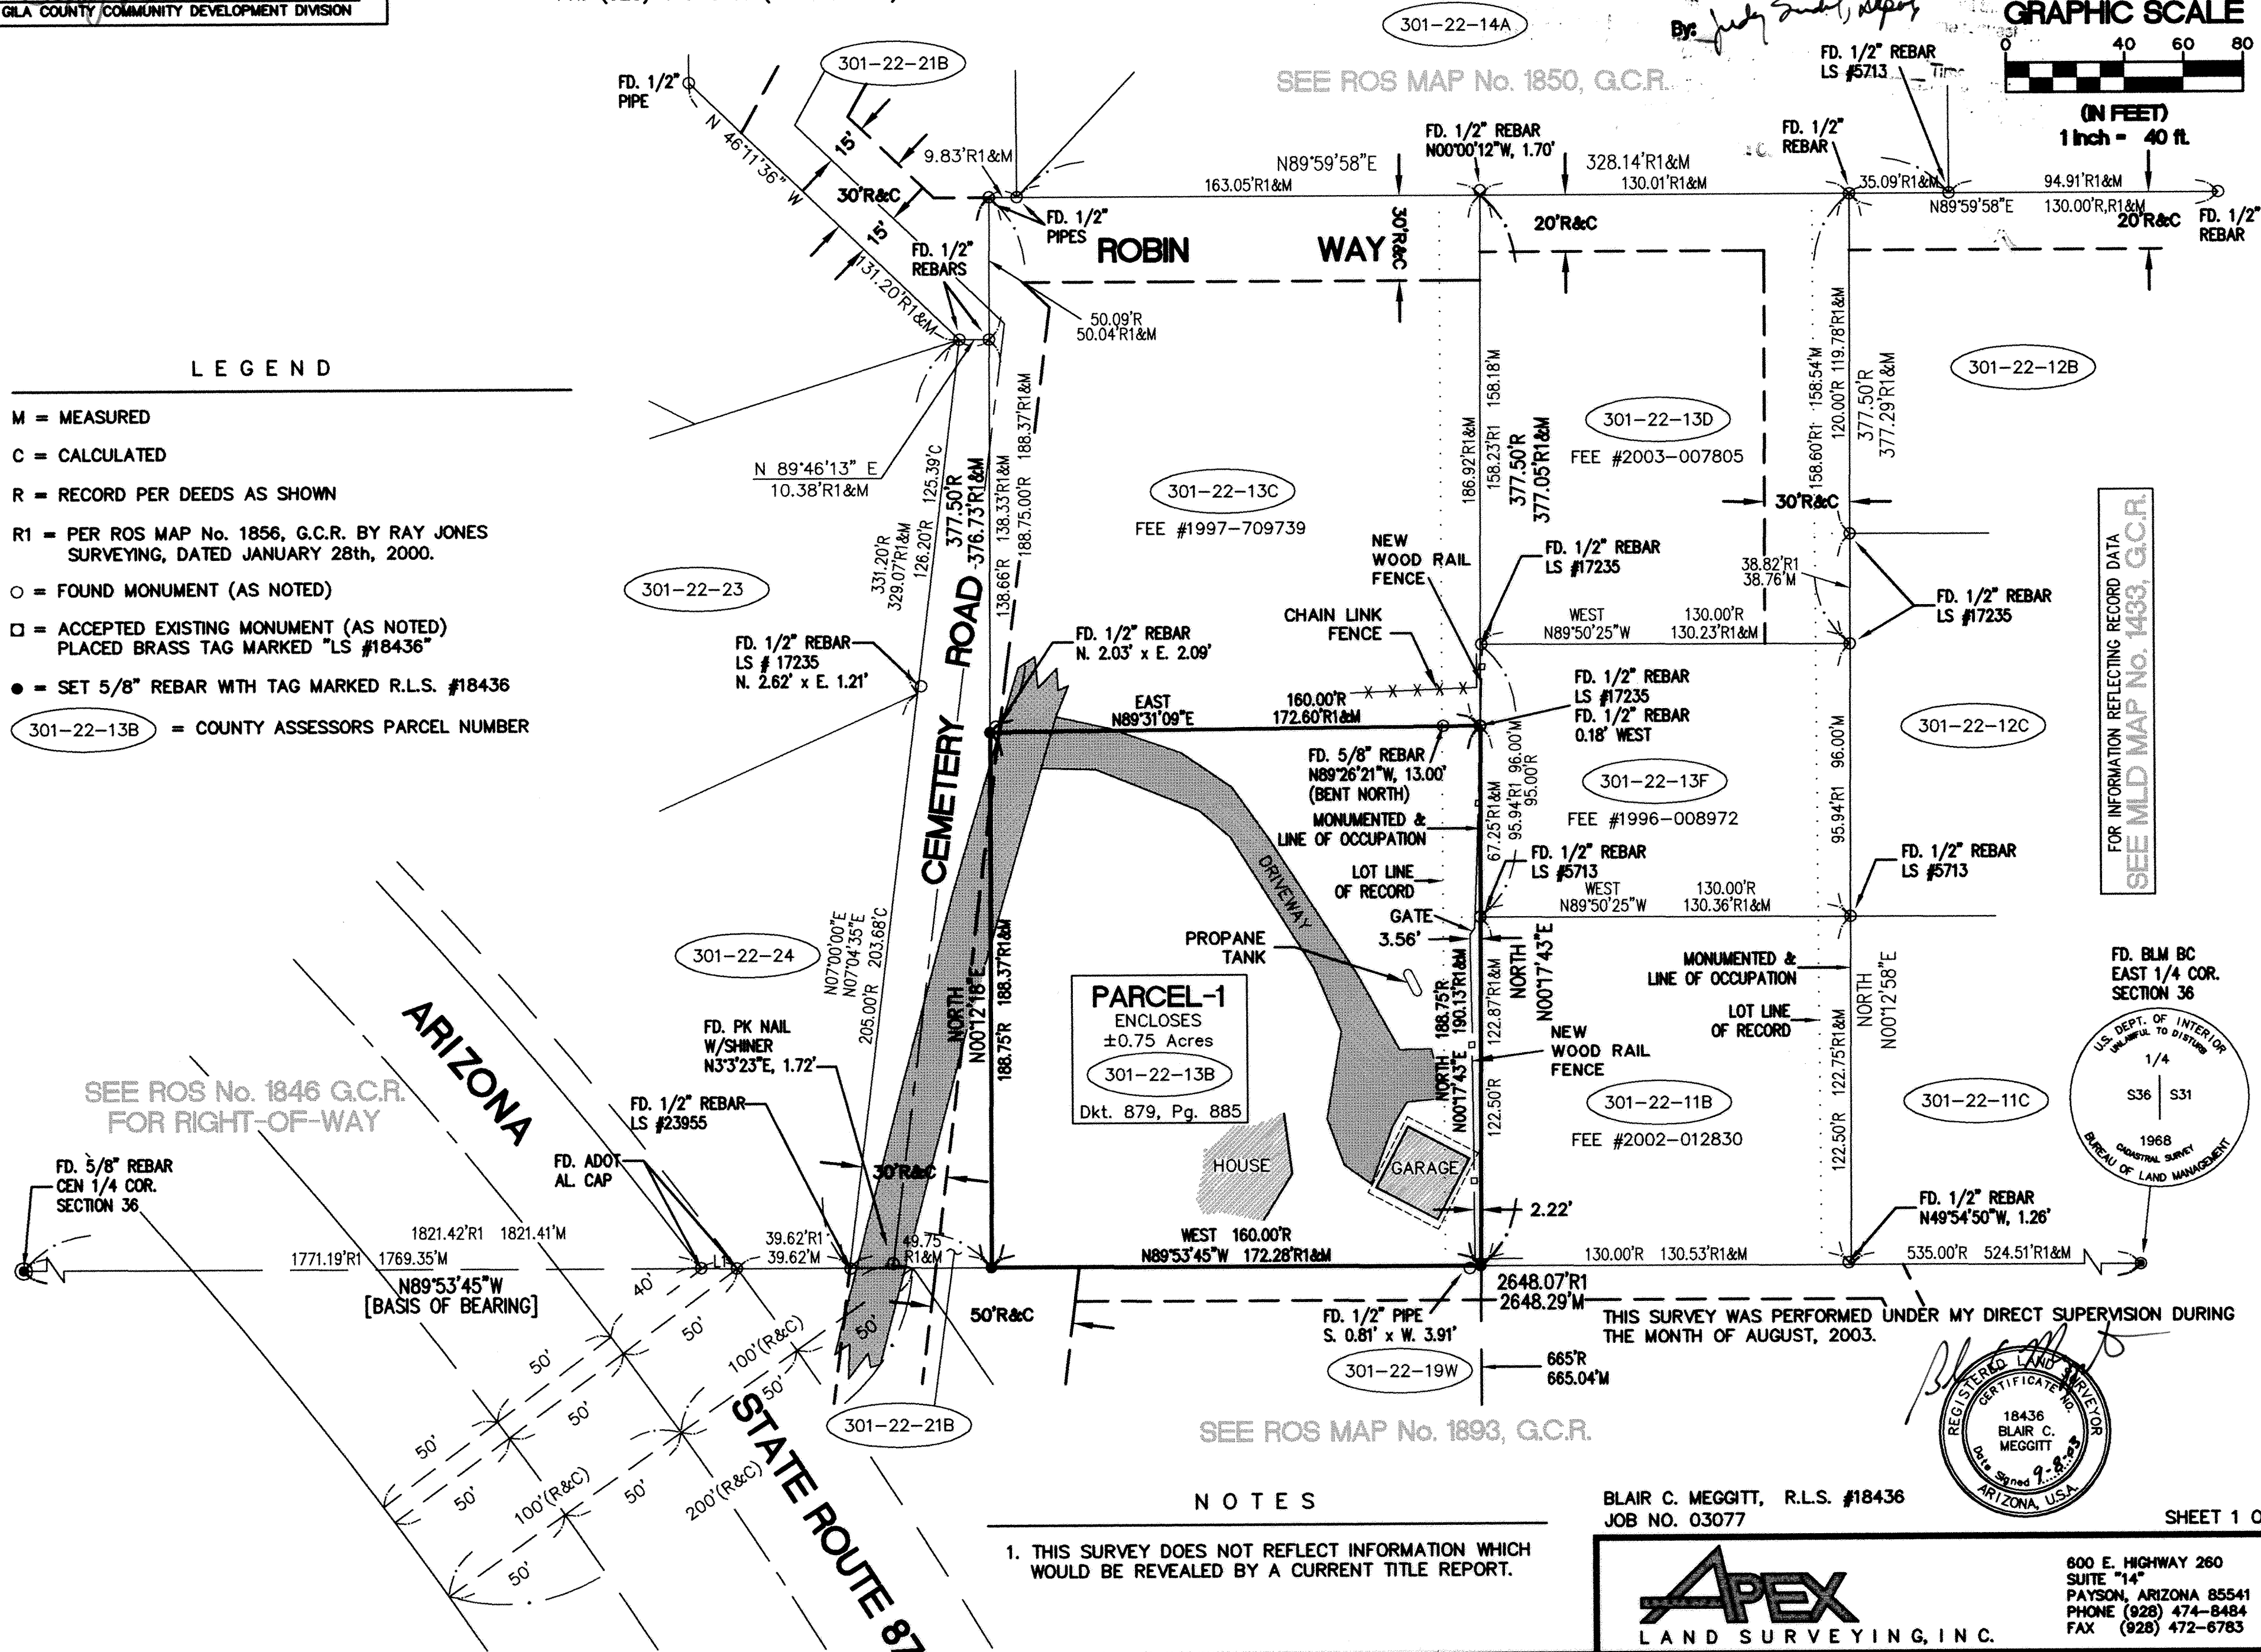 GILA COUNTY COMMUNITY DEVELOPMENT DIVISION
301-22-14A
By: Judy
GRAPHIC SCALE
0 40 60 80
(IN FEET)
1 inch = 40 ft.
Time
SEE ROS MAP No. 1850, G.C.R.
301-22-21B
FD. 1/2" PIPE
N 46°11'36" W
15'
30'R&C
15'
131.20'R1&M
9.83'R1&M
FD. 1/2"
PIPES
FD. 1/2"
REBARS
163.05'R1&M
N89°59'58"E
328.14'R1&M
130.01'R1&M
FD. 1/2" REBAR
N00°00'12"W, 1.70'
FD. 1/2"
REBAR
FD. 1/2" REBAR
LS #5713
35.09'R1&M
94.91'R1&M
N89°59'58"E
130.00'R,R1&M
20'R&C
FD. 1/2"
REBAR
ROBIN WAY
30'R&C
20'R&C
50.09'R
50.04'R1&M
LEGEND
M = MEASURED
C = CALCULATED
R = RECORD PER DEEDS AS SHOWN
R1 = PER ROS MAP No. 1856, G.C.R. BY RAY JONES
SURVEYING, DATED JANUARY 28th, 2000.
○ = FOUND MONUMENT (AS NOTED)
□ = ACCEPTED EXISTING MONUMENT (AS NOTED)
PLACED BRASS TAG MARKED "LS #18436"
● = SET 5/8" REBAR WITH TAG MARKED R.L.S. #18436
301-22-13B = COUNTY ASSESSORS PARCEL NUMBER
N 89°46'13" E
10.38'R1&M
331.20'R
329.07'R1&M
126.20'R 125.39'C
CEMETERY ROAD
377.50'R
376.73'R1&M
138.66'R 138.33'R1&M
188.75.00'R 188.37'R1&M
301-22-13C
FEE #1997-709739
186.92'R1&M
158.23'R1 158.18'M
377.50'R
377.05'R1&M
301-22-13D
FEE #2003-007805
30'R&C
158.60'R1 158.54'M
120.00'R 119.78'R1&M
377.50'R
377.29'R1&M
301-22-12B
301-22-23
FD. 1/2" REBAR
LS # 17235
N. 2.62' x E. 1.21'
FD. 1/2" REBAR
N. 2.03' x E. 2.09'
NEW
WOOD RAIL
FENCE
CHAIN LINK
FENCE
FD. 1/2" REBAR
LS #17235
38.82'R1
38.76'M
WEST 130.00'R
N89°50'25"W 130.23'R1&M
FD. 1/2" REBAR
LS #17235
FOR INFORMATION REFLECTING RECORD DATA
SEE MLD MAP No. 1433, G.C.R.
EAST 160.00'R
N89°31'09"E 172.60'R1&M
FD. 1/2" REBAR
LS #17235
FD. 1/2" REBAR
0.18' WEST
301-22-12C
FD. 5/8" REBAR
N89°26'21"W, 13.00'
(BENT NORTH)
MONUMENTED &
LINE OF OCCUPATION
LOT LINE
OF RECORD
67.25'R1&M
95.94'R1 96.00'M
95.00'R
301-22-13F
FEE #1996-008972
95.94'R1 96.00'M
FD. 1/2" REBAR
LS #5713
WEST 130.00'R
N89°50'25"W 130.36'R1&M
FD. 1/2" REBAR
LS #5713
DRIVEWAY
GATE
3.56'
PROPANE
TANK
301-22-24
N07°00'00"E
N07°04'35"E
205.00'R 203.68'C
NORTH
N00°12'18"E
188.75'R 188.37'R1&M
PARCEL-1
ENCLOSES
±0.75 Acres
301-22-13B
Dkt. 879, Pg. 885
NORTH 188.75'R
N00°17'43"E 190.13'R1&M
122.50'R 122.87'R1&M
NORTH
N00°17'43"E
NEW
WOOD RAIL
FENCE
MONUMENTED &
LINE OF OCCUPATION
LOT LINE
OF RECORD
122.50'R 122.75'R1&M
NORTH
N00°12'58"E
FD. BLM BC
EAST 1/4 COR.
SECTION 36
U.S. DEPT. OF INTERIOR
UNLAWFUL TO DISTURB
1/4
S36 S31
1968
CADASTRAL SURVEY
BUREAU OF LAND MANAGEMENT
301-22-11B
FEE #2002-012830
301-22-11C
FD. PK NAIL
W/SHINER
N3°3'23"E, 1.72'
ARIZONA
SEE ROS No. 1846 G.C.R.
FOR RIGHT-OF-WAY
FD. 1/2" REBAR
LS #23955
FD. ADOT
AL. CAP
FD. 5/8" REBAR
CEN 1/4 COR.
SECTION 36
HOUSE
GARAGE
2.22'
FD. 1/2" REBAR
N49°54'50"W, 1.26'
1821.42'R1 1821.41'M
1771.19'R1 1769.35'M
N89°53'45"W
[BASIS OF BEARING]
L1
39.62'R1
39.62'M
30'R&C
49.75
R1&M
WEST 160.00'R
N89°53'45"W 172.28'R1&M
130.00'R 130.53'R1&M
535.00'R 524.51'R1&M
2648.07'R1
2648.29'M
50'R&C
FD. 1/2" PIPE
S. 0.81' x W. 3.91'
301-22-19W
665'R
665.04'M
THIS SURVEY WAS PERFORMED UNDER MY DIRECT SUPERVISION DURING
THE MONTH OF AUGUST, 2003.
40'
50'
50'
50'
50'
50'
50'
50'
50'
50'
50'
100'(R&C)
100'(R&C)
200'(R&C)
STATE ROUTE 87
301-22-21B
SEE ROS MAP No. 1893, G.C.R.
REGISTERED LAND SURVEYOR
CERTIFICATE NO.
18436
BLAIR C.
MEGGITT
Date Signed 9-8-03
ARIZONA, U.S.A.
NOTES
1. THIS SURVEY DOES NOT REFLECT INFORMATION WHICH
WOULD BE REVEALED BY A CURRENT TITLE REPORT.
BLAIR C. MEGGITT, R.L.S. #18436
JOB NO. 03077
SHEET 1 O
APEX
LAND SURVEYING, INC.
600 E. HIGHWAY 260
SUITE "14"
PAYSON, ARIZONA 85541
PHONE (928) 474-8484
FAX (928) 472-6783